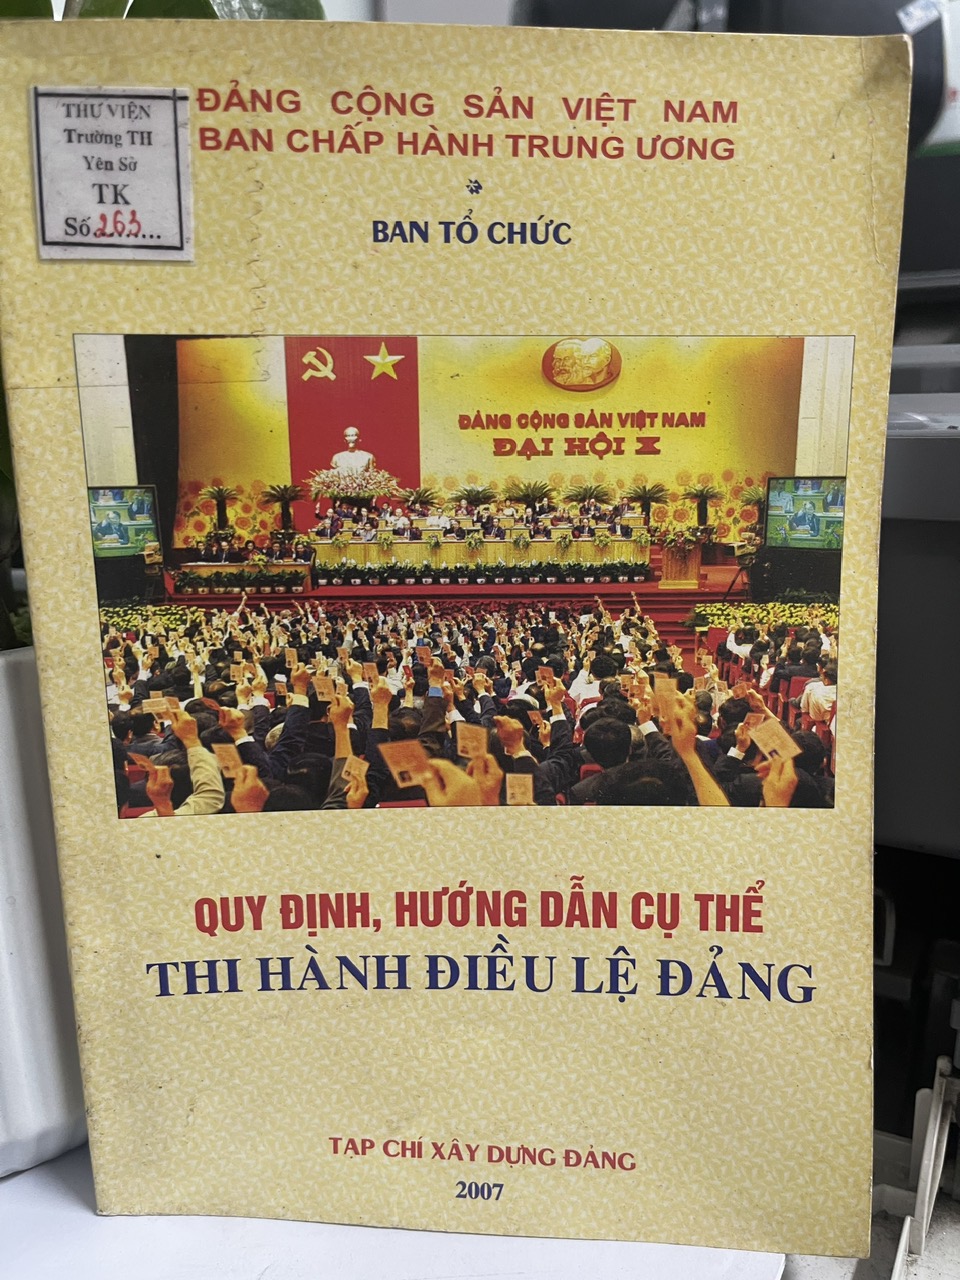 THƯ VIỆN
Trường TH
Yên Sở
TK
Số 263...
ĐẢNG CỘNG SẢN VIỆT NAM
BAN CHẤP HÀNH TRUNG ƯƠNG
*
BAN TỔ CHỨC
ĐẢNG CỘNG SẢN VIỆT NAM
ĐẠI HỘI X
QUY ĐỊNH, HƯỚNG DẪN CỤ THỂ
THI HÀNH ĐIỀU LỆ ĐẢNG
TẠP CHÍ XÂY DỰNG ĐẢNG
2007